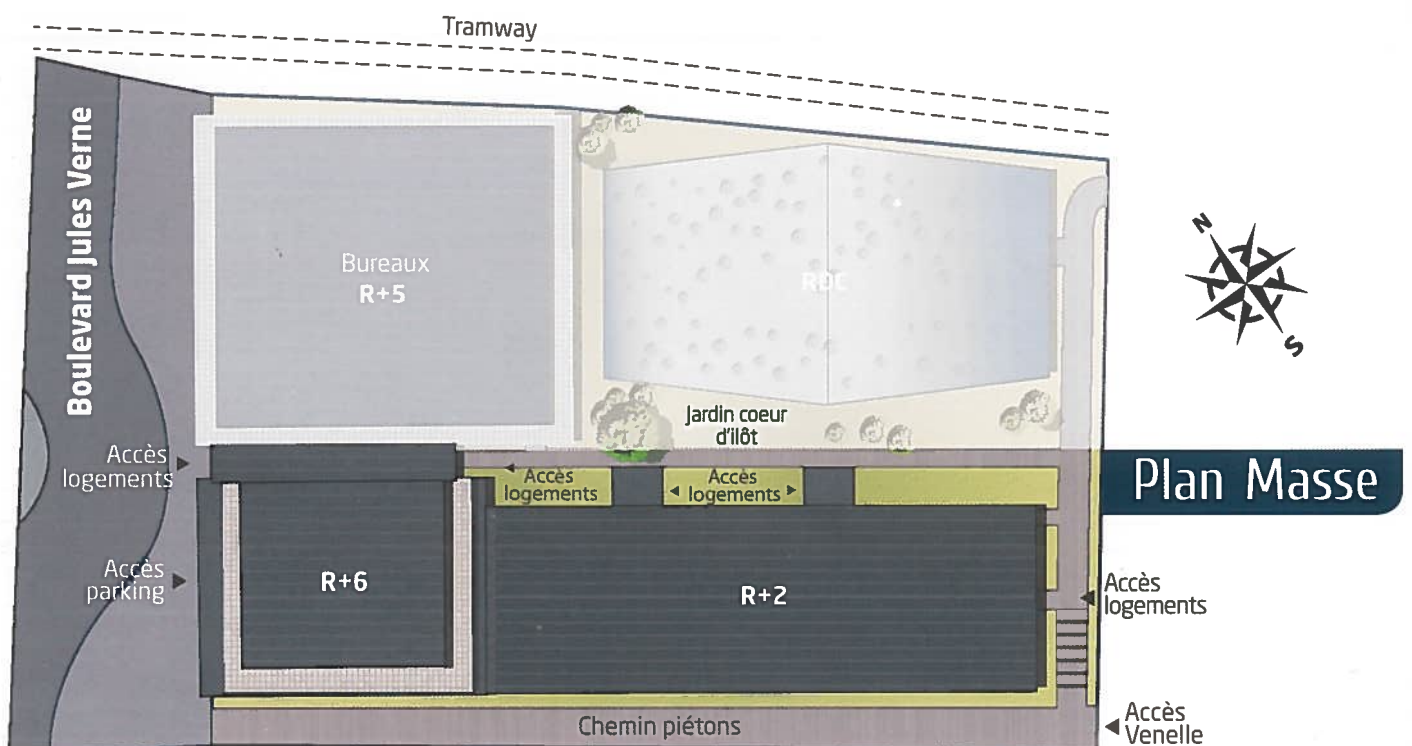 Tramway
Boulevard Jules Verne
Bureaux
R+5
RDC
N
S
Jardin coeur
d'ilôt
Accès
logements
Accès
logements
Accès
logements
Plan Masse
Accès
parking
R+6
R+2
Accès
logements
Chemin piétons
Accès
Venelle